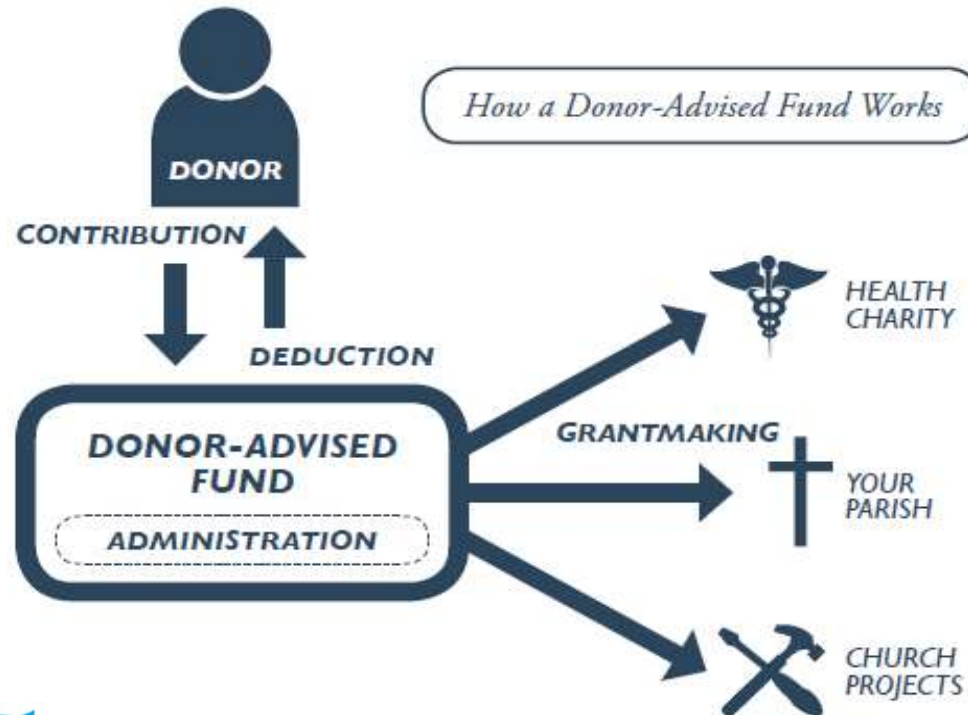 How a Donor-Advised Fund Works
DONOR
CONTRIBUTION
DEDUCTION
DONOR-ADVISED
FUND
ADMINISTRATION
GRANTMAKING
HEALTH
CHARITY
YOUR
PARISH
CHURCH
PROJECTS